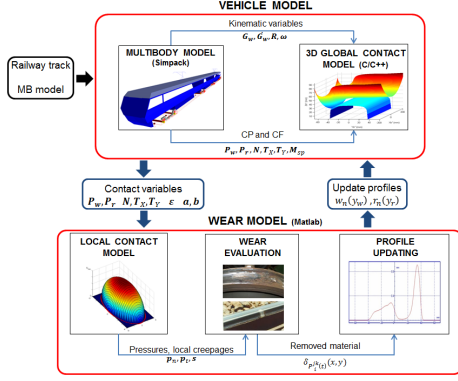 VEHICLE MODEL
Kinematic variables
G_w, Ġ_w, R, ω
Railway track
MB model
MULTIBODY MODEL
(Simpack)
3D GLOBAL CONTACT
MODEL (C/C++)
CP and CF
P_w, P_r, N, T_X, T_Y, M_sp
Contact variables
P_w, P_r N, T_X, T_Y ε a, b
Update profiles
w_n(y_w) , r_n(y_r)
WEAR MODEL (Matlab)
LOCAL CONTACT
MODEL
WEAR
EVALUATION
PROFILE
UPDATING
Pressures, local creepages
p_n, p_t, s
Removed material